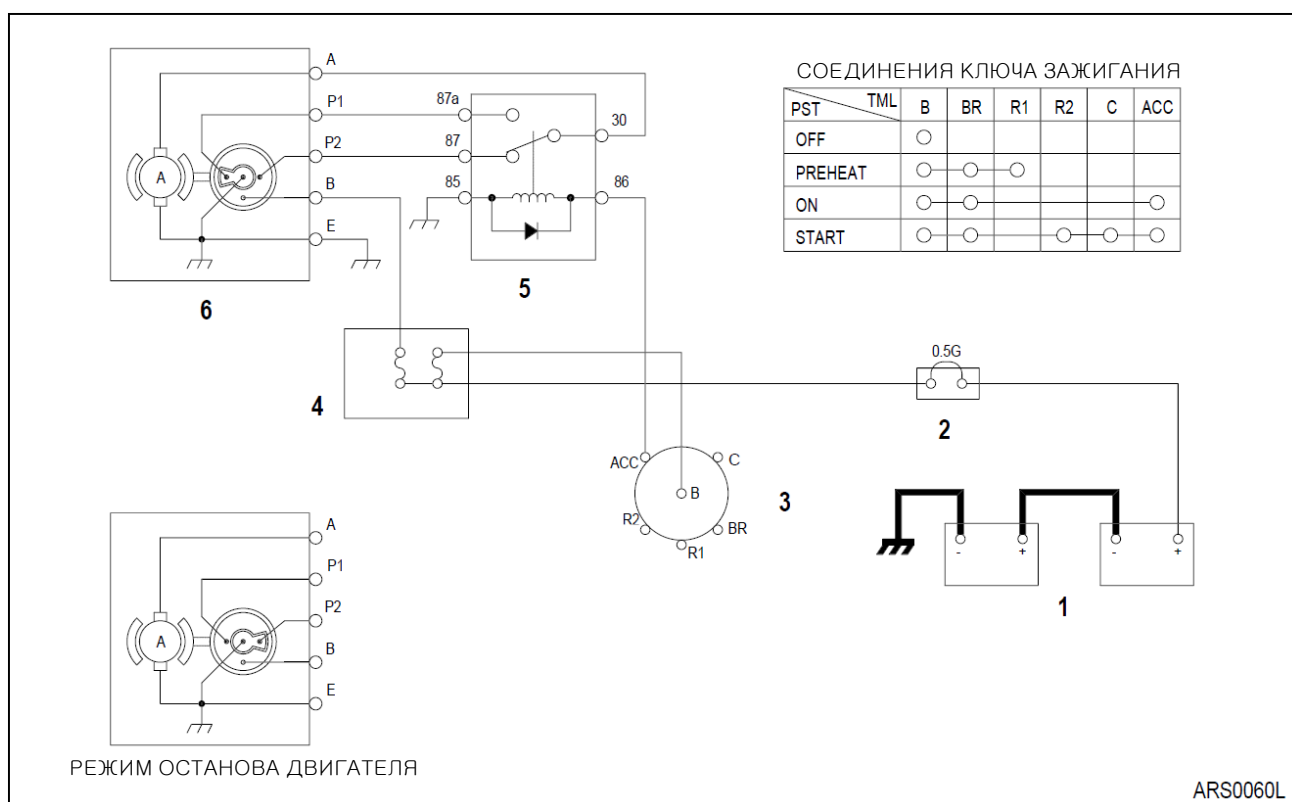 A
P1
P2
B
E
A
6
87a
87
85
30
86
5
СОЕДИНЕНИЯ КЛЮЧА ЗАЖИГАНИЯ
PST TML B BR R1 R2 C ACC
OFF
PREHEAT
ON
START
4
0.5G
2
ACC
C
B
R2
BR
R1
3
- + - +
1
A
P1
P2
B
E
A
РЕЖИМ ОСТАНОВА ДВИГАТЕЛЯ
ARS0060L